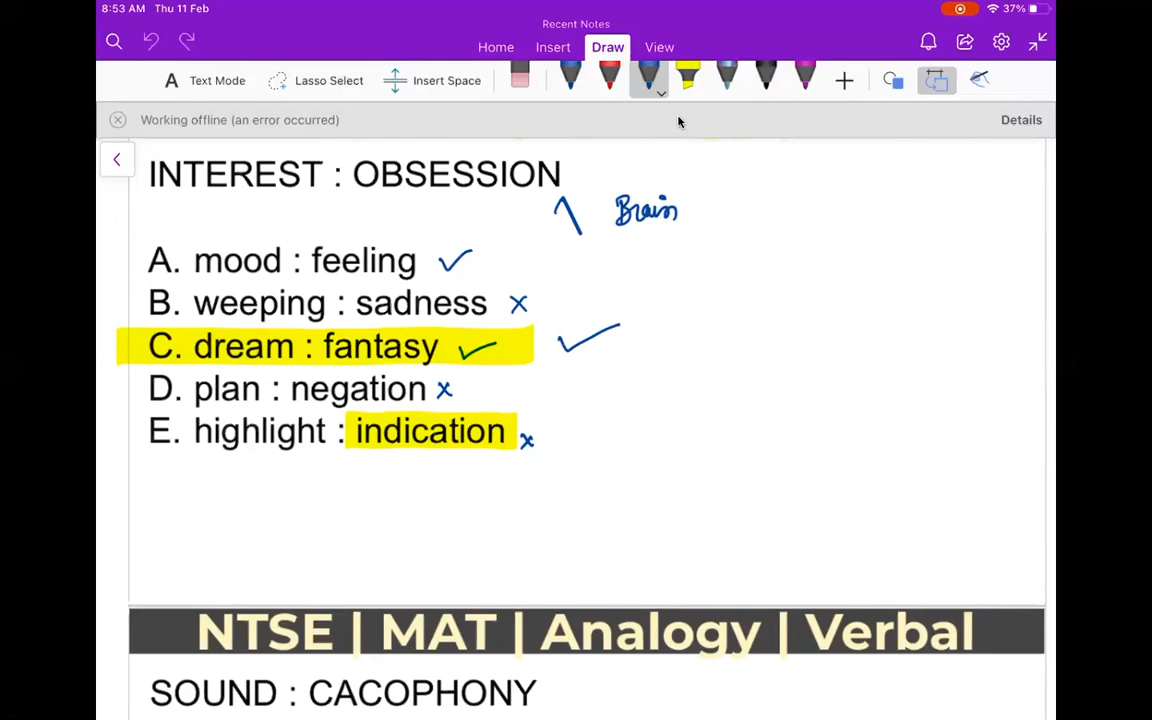 8:53 AM Thu 11 Feb 37%
Recent Notes
Home Insert Draw View
A Text Mode Lasso Select Insert Space
Working offline (an error occurred) Details
INTEREST : OBSESSION
Brain
A. mood : feeling
B. weeping : sadness
C. dream : fantasy
D. plan : negation
E. highlight : indication
NTSE | MAT | Analogy | Verbal
SOUND : CACOPHONY